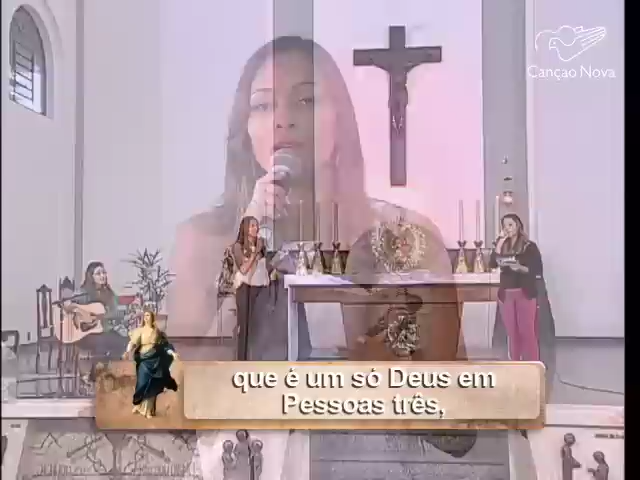 Canção Nova
que é um só Deus em
Pessoas três,